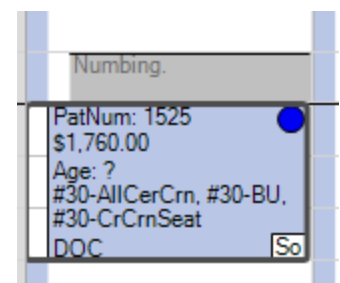 Numbing.
PatNum: 1525
$1,760.00
Age: ?
#30-AllCerCrn, #30-BU,
#30-CrCrnSeat
DOC
So